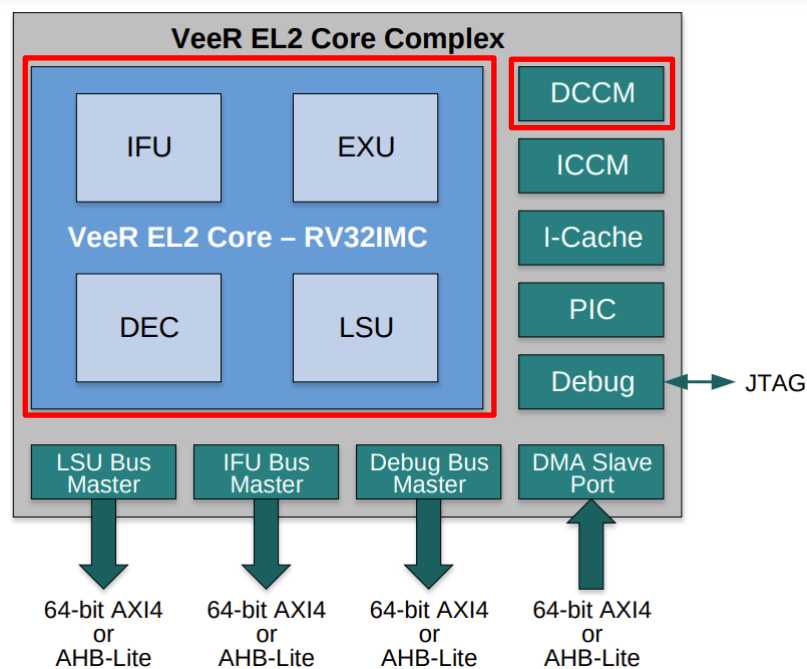 VeeR EL2 Core Complex
IFU
EXU
VeeR EL2 Core – RV32IMC
DEC
LSU
DCCM
ICCM
I-Cache
PIC
Debug
JTAG
LSU Bus
Master
IFU Bus
Master
Debug Bus
Master
DMA Slave
Port
64-bit AXI4
or
AHB-Lite
64-bit AXI4
or
AHB-Lite
64-bit AXI4
or
AHB-Lite
64-bit AXI4
or
AHB-Lite